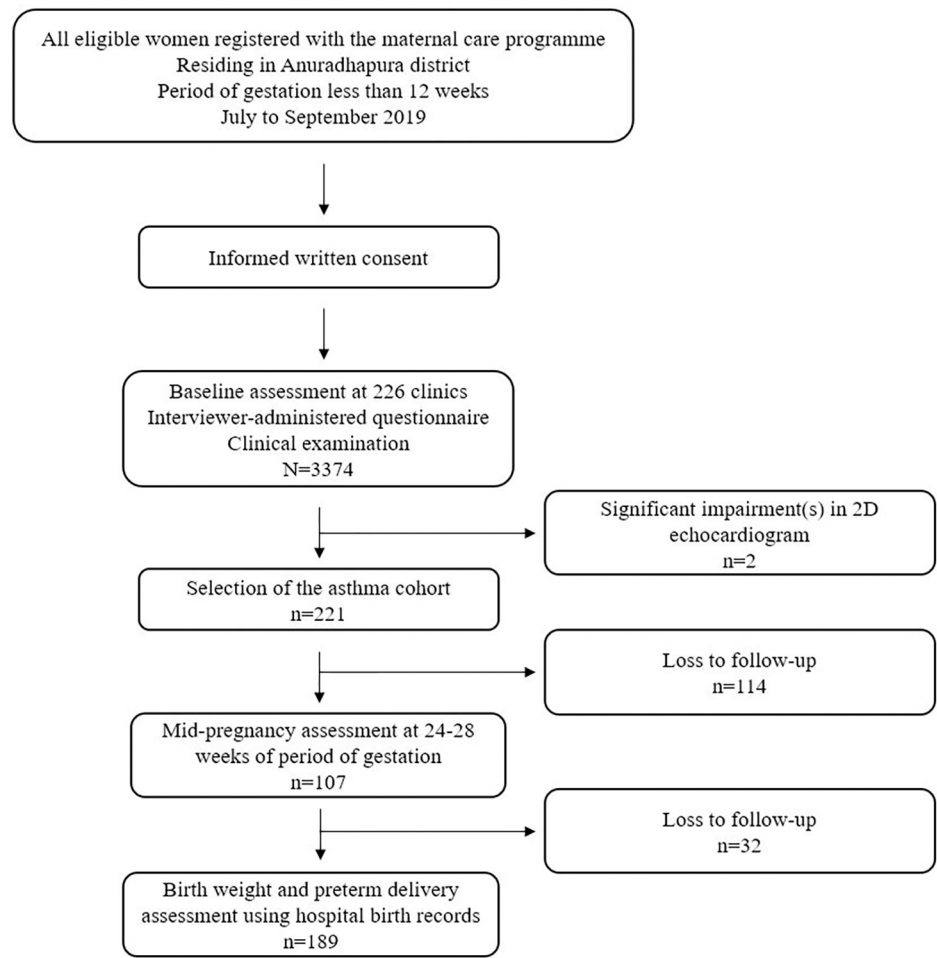 All eligible women registered with the maternal care programme
Residing in Anuradhapura district
Period of gestation less than 12 weeks
July to September 2019
Informed written consent
Baseline assessment at 226 clinics
Interviewer-administered questionnaire
Clinical examination
N=3374
Significant impairment(s) in 2D
echocardiogram
n=2
Selection of the asthma cohort
n=221
Loss to follow-up
n=114
Mid-pregnancy assessment at 24-28
weeks of period of gestation
n=107
Loss to follow-up
n=32
Birth weight and preterm delivery
assessment using hospital birth records
n=189